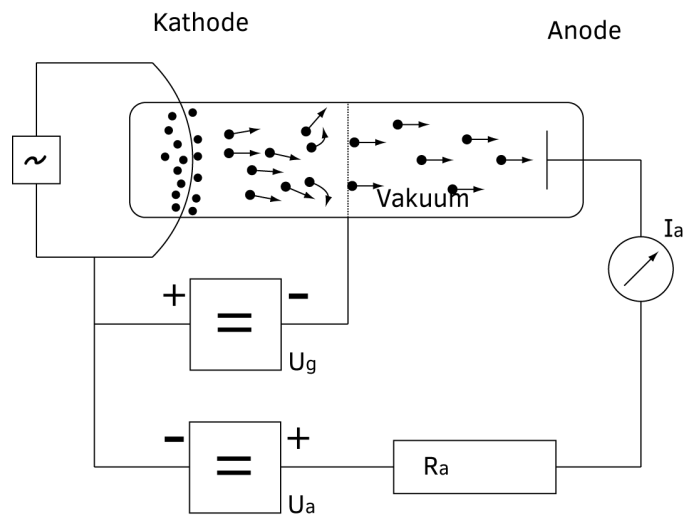 Kathode
Anode
~
Vakuum
Ia
+ = -
Ug
- = +
Ra
Ua